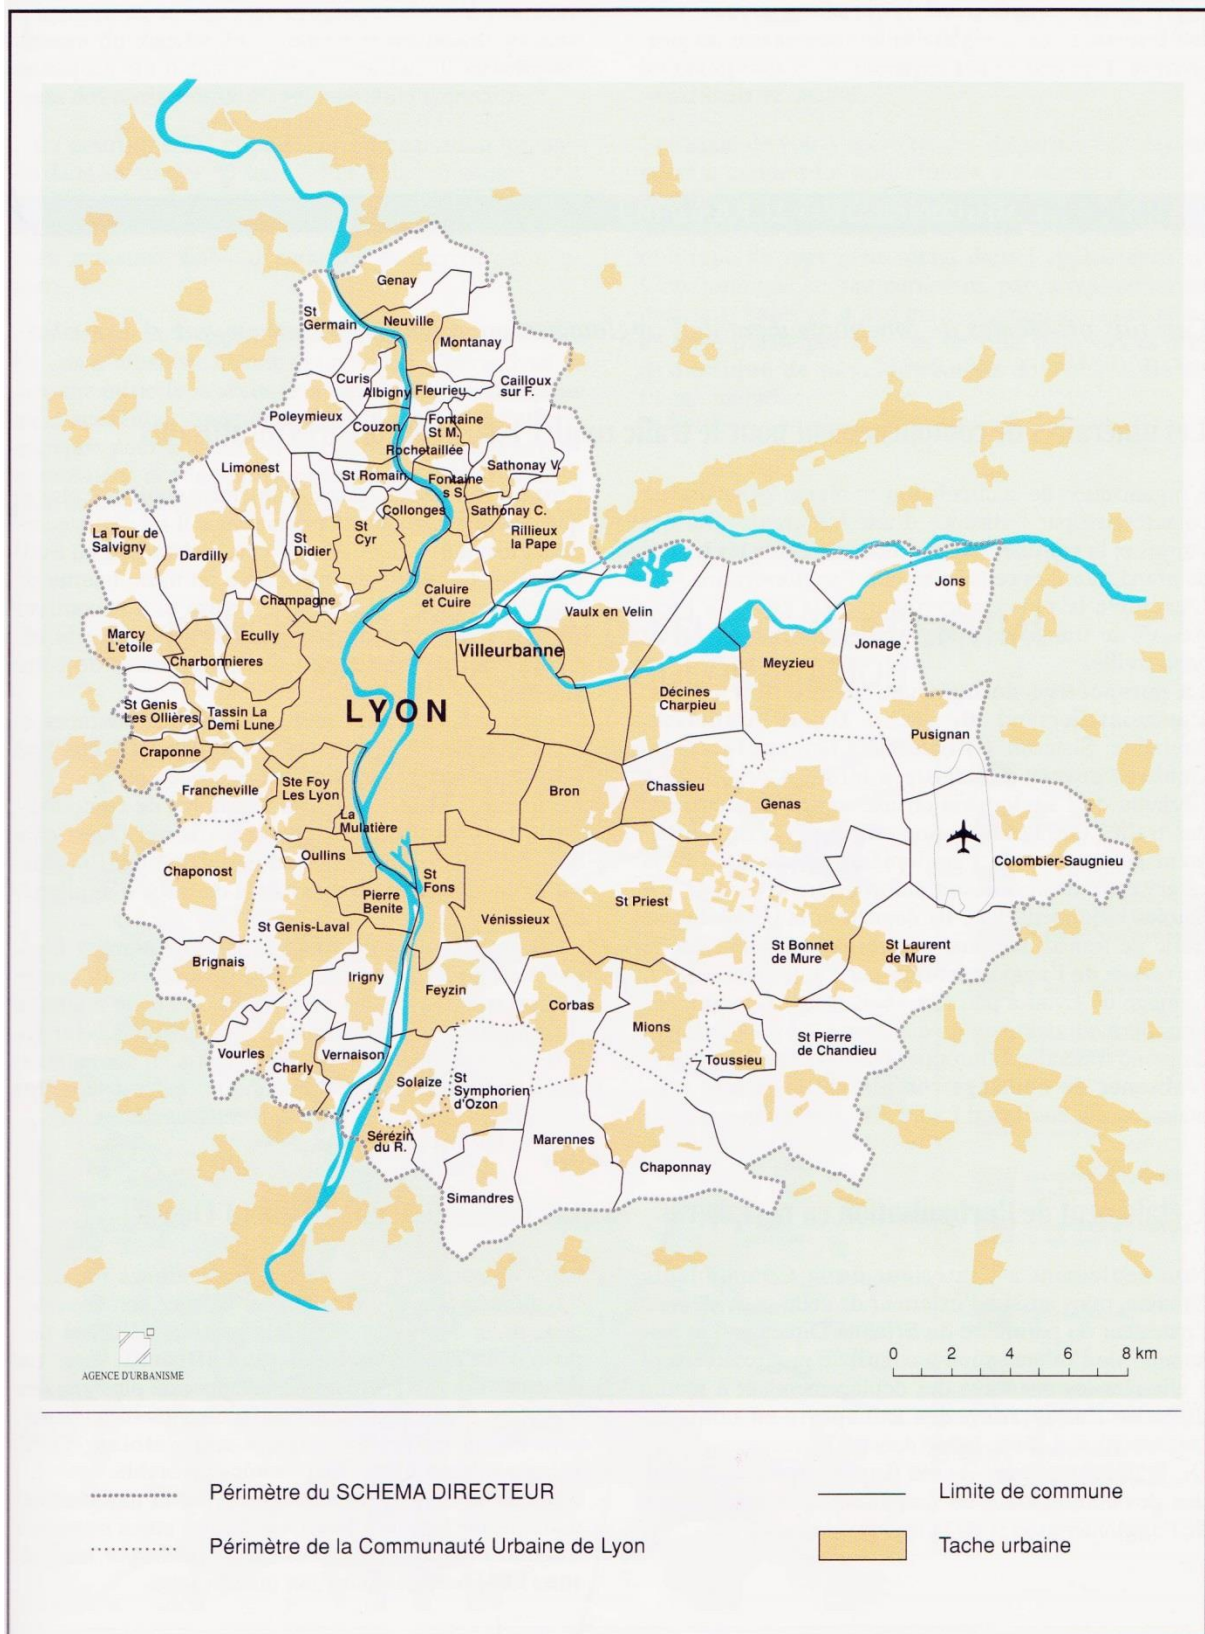 Genay
St
Germain
Neuville
Montanay
Curis
Albigny
Fleurieu
Cailloux
sur F.
Poleymieux
Couzon
Fontaine
St M.
Rochetaillée
Limonest
St Romain
Fontaine
s S.
Sathonay V.
Collonges
Sathonay C.
La Tour de
Salvigny
Dardilly
St
Didier
St
Cyr
Rillieux
la Pape
Champagne
Caluire
et Cuire
Vaulx en Velin
Jons
Marcy
L'etoile
Ecully
Charbonnieres
Villeurbanne
Meyzieu
Jonage
St Genis
Les Ollières
Tassin La
Demi Lune
LYON
Décines
Charpieu
Pusignan
Craponne
Francheville
Ste Foy
Les Lyon
Bron
Chassieu
Genas
La
Mulatière
Oullins
Colombier-Saugnieu
Chaponost
St
Fons
Pierre
Benite
St Priest
St Genis-Laval
Vénissieux
St Bonnet
de Mure
St Laurent
de Mure
Brignais
Irigny
Feyzin
Corbas
Mions
St Pierre
de Chandieu
Vourles
Charly
Vernaison
Toussieu
Solaize
St
Symphorien
d'Ozon
Sérézin
du R.
Marennes
Chaponnay
Simandres
AGENCE D'URBANISME
0 2 4 6 8 km
Périmètre du SCHEMA DIRECTEUR
Périmètre de la Communauté Urbaine de Lyon
Limite de commune
Tache urbaine